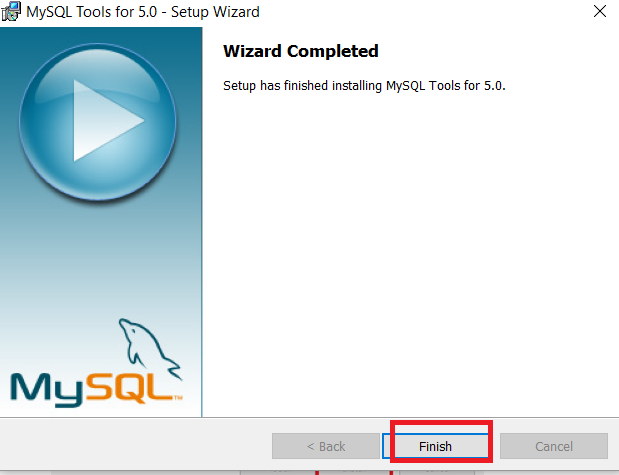 MySQL Tools for 5.0 - Setup Wizard
Wizard Completed
Setup has finished installing MySQL Tools for 5.0.
MySQL™
< Back
Finish
Cancel